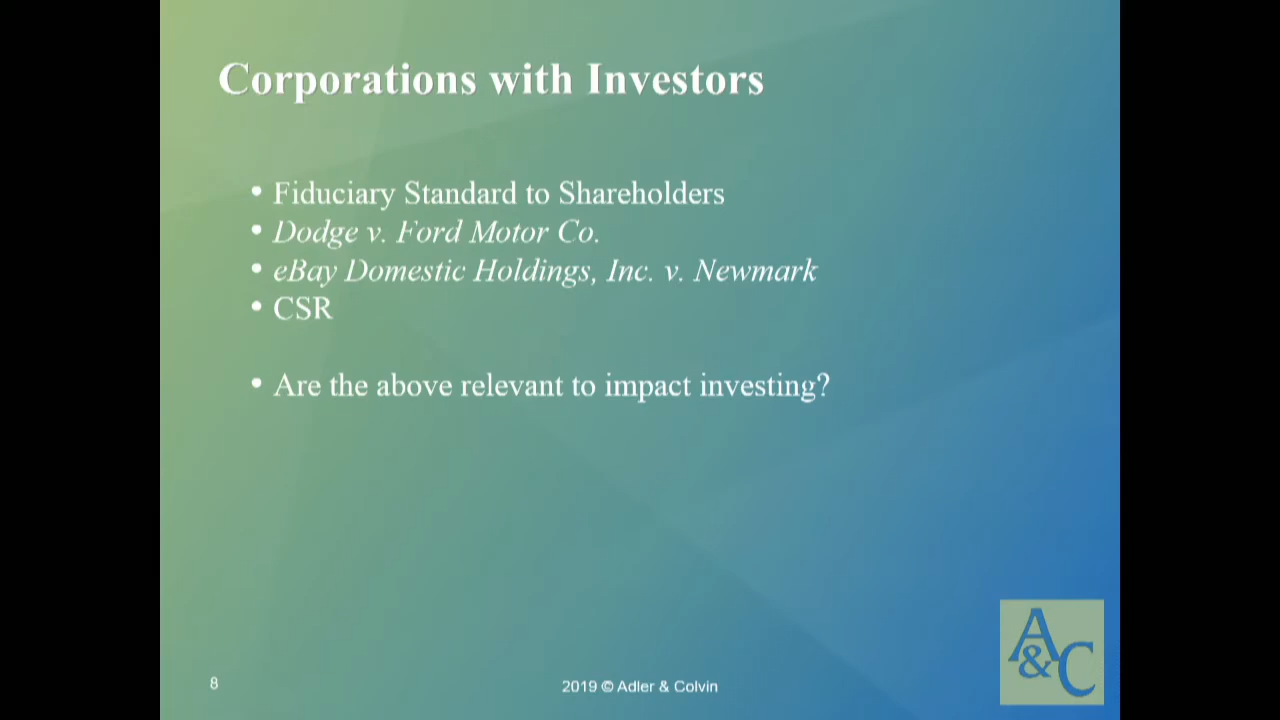 Corporations with Investors
• Fiduciary Standard to Shareholders
• Dodge v. Ford Motor Co.
• eBay Domestic Holdings, Inc. v. Newmark
• CSR
• Are the above relevant to impact investing?
A&C
8
2019 © Adler & Colvin